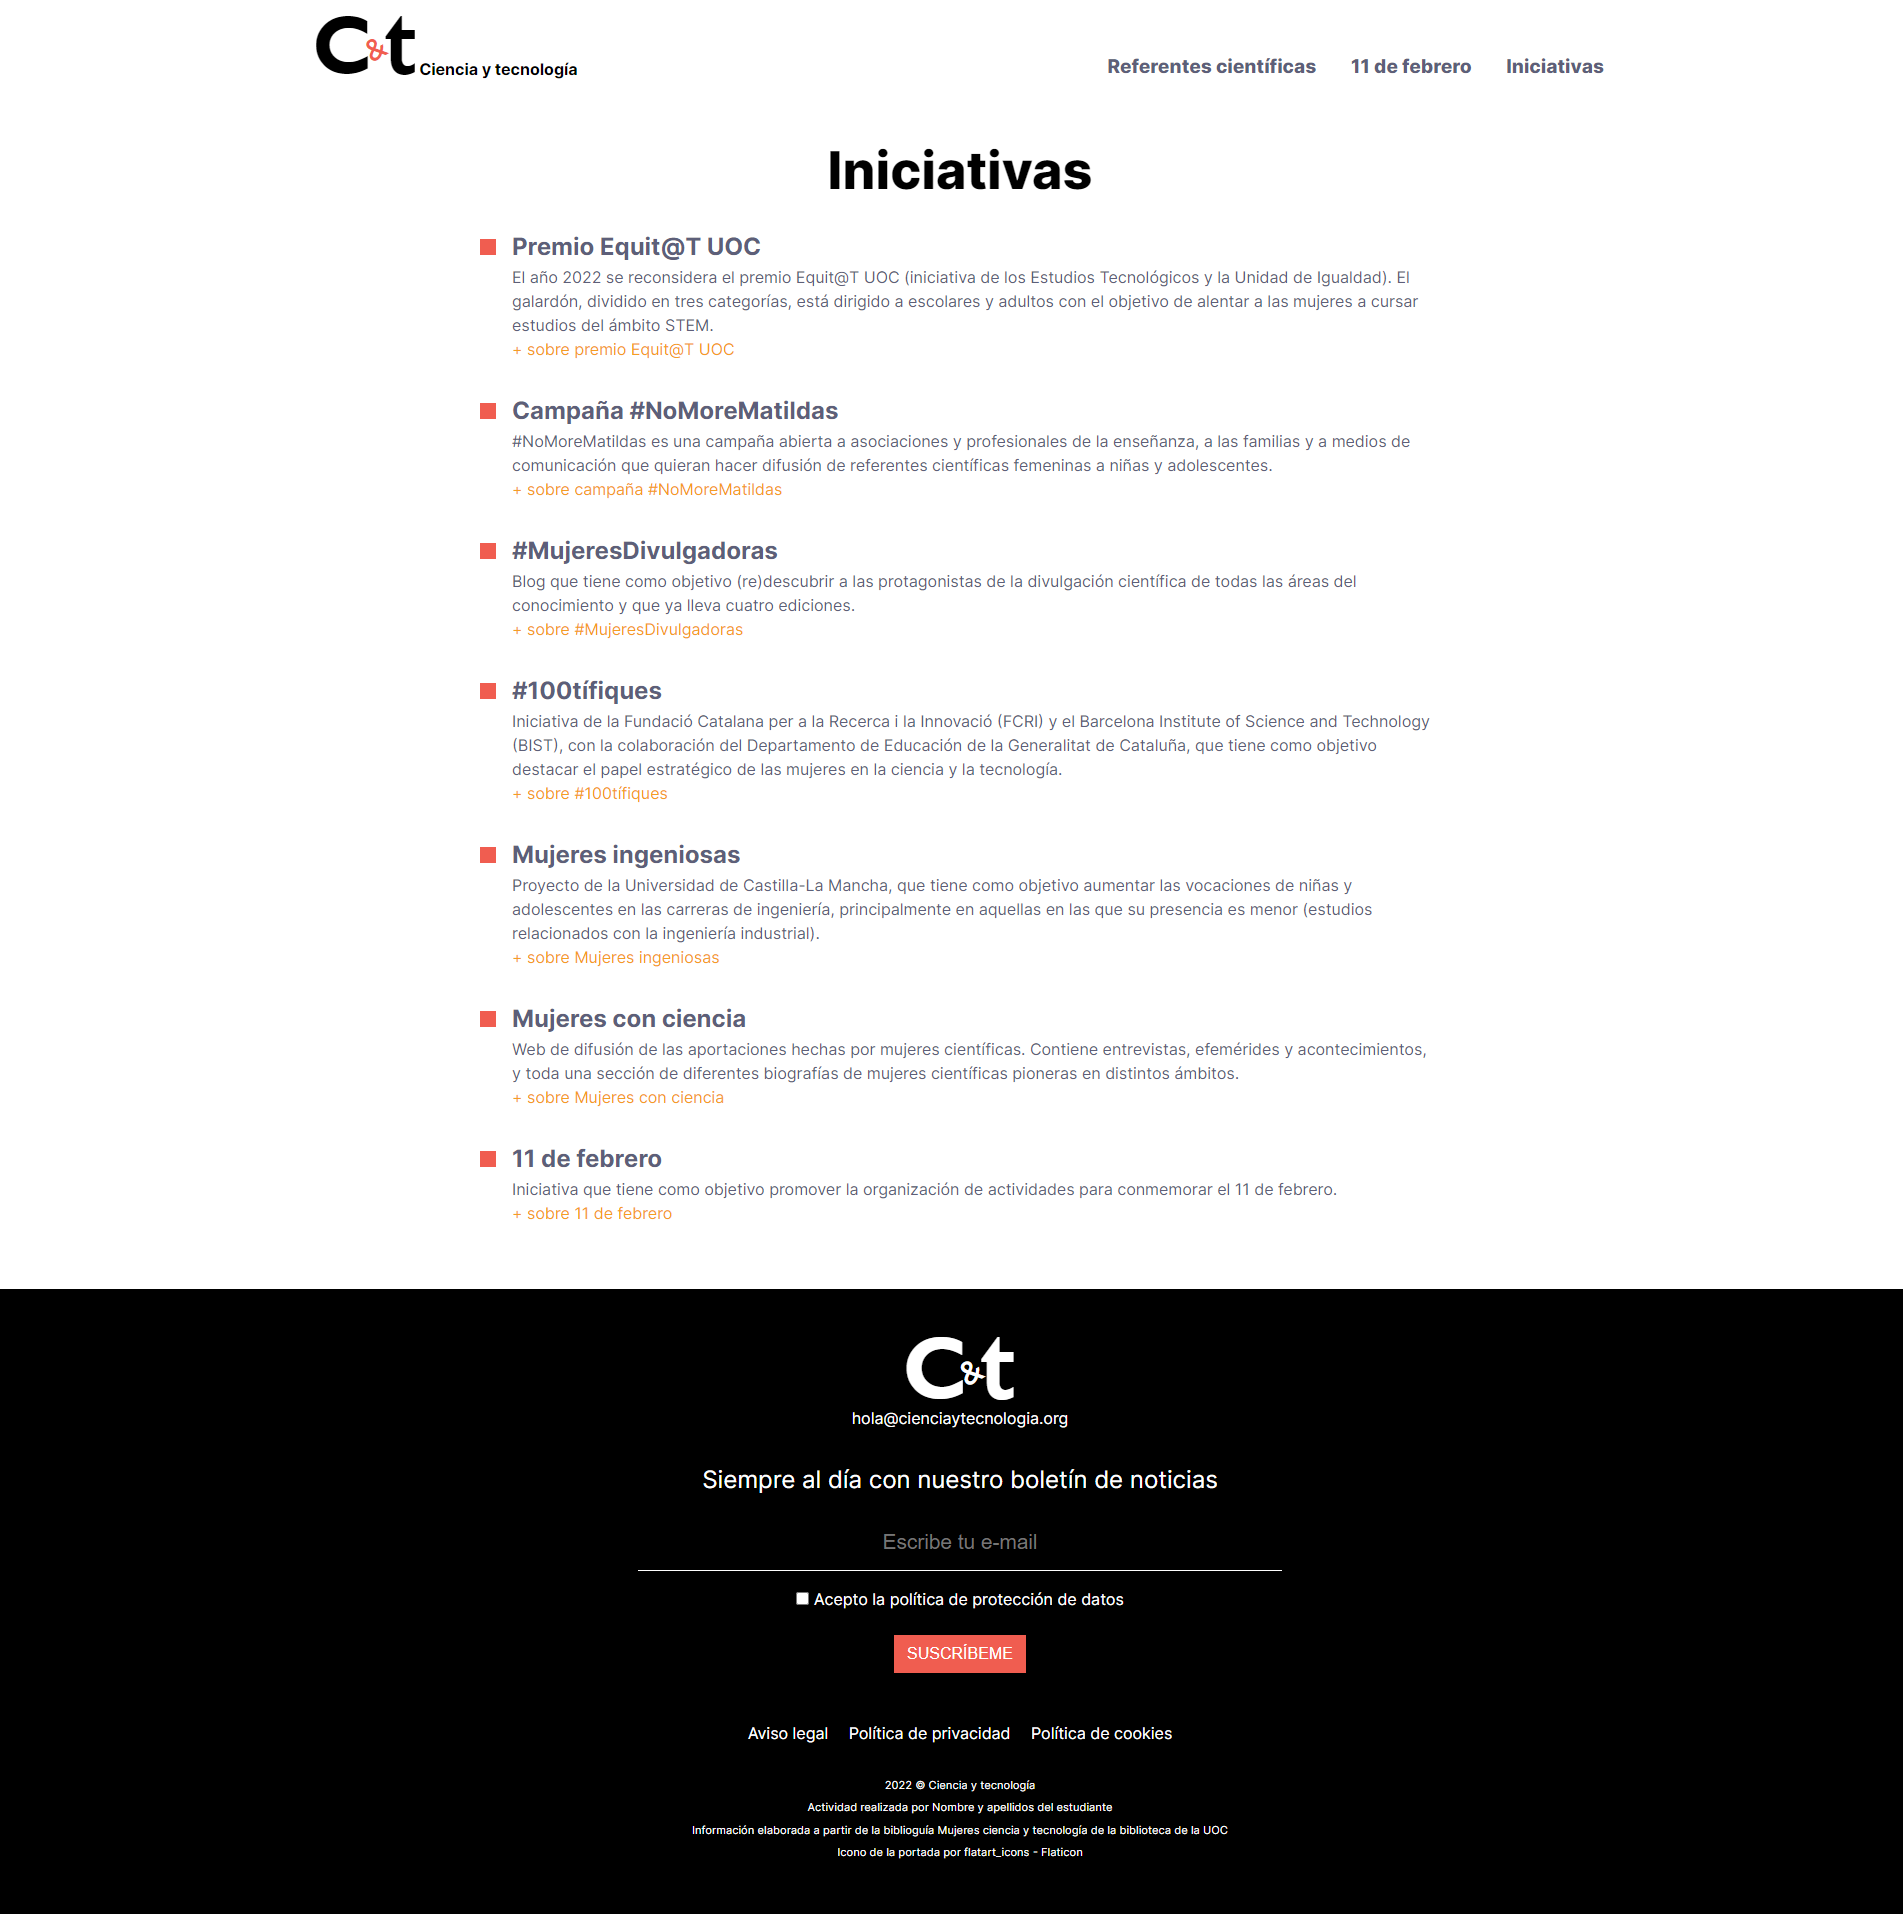 C&t Ciencia y tecnología
Referentes científicas 11 de febrero Iniciativas
Iniciativas
Premio Equit@T UOC
El año 2022 se reconsidera el premio Equit@T UOC (iniciativa de los Estudios Tecnológicos y la Unidad de Igualdad). El
galardón, dividido en tres categorías, está dirigido a escolares y adultos con el objetivo de alentar a las mujeres a cursar
estudios del ámbito STEM.
+ sobre premio Equit@T UOC
Campaña #NoMoreMatildas
#NoMoreMatildas es una campaña abierta a asociaciones y profesionales de la enseñanza, a las familias y a medios de
comunicación que quieran hacer difusión de referentes científicas femeninas a niñas y adolescentes.
+ sobre campaña #NoMoreMatildas
#MujeresDivulgadoras
Blog que tiene como objetivo (re)descubrir a las protagonistas de la divulgación científica de todas las áreas del
conocimiento y que ya lleva cuatro ediciones.
+ sobre #MujeresDivulgadoras
#100tífiques
Iniciativa de la Fundació Catalana per a la Recerca i la Innovació (FCRI) y el Barcelona Institute of Science and Technology
(BIST), con la colaboración del Departamento de Educación de la Generalitat de Cataluña, que tiene como objetivo
destacar el papel estratégico de las mujeres en la ciencia y la tecnología.
+ sobre #100tífiques
Mujeres ingeniosas
Proyecto de la Universidad de Castilla-La Mancha, que tiene como objetivo aumentar las vocaciones de niñas y
adolescentes en las carreras de ingeniería, principalmente en aquellas en las que su presencia es menor (estudios
relacionados con la ingeniería industrial).
+ sobre Mujeres ingeniosas
Mujeres con ciencia
Web de difusión de las aportaciones hechas por mujeres científicas. Contiene entrevistas, efemérides y acontecimientos,
y toda una sección de diferentes biografías de mujeres científicas pioneras en distintos ámbitos.
+ sobre Mujeres con ciencia
11 de febrero
Iniciativa que tiene como objetivo promover la organización de actividades para conmemorar el 11 de febrero.
+ sobre 11 de febrero
C&t
hola@cienciaytecnologia.org
Siempre al día con nuestro boletín de noticias
Escribe tu e-mail
Acepto la política de protección de datos
SUSCRÍBEME
Aviso legal Política de privacidad Política de cookies
2022 © Ciencia y tecnología
Actividad realizada por Nombre y apellidos del estudiante
Información elaborada a partir de la biblioguía Mujeres ciencia y tecnología de la biblioteca de la UOC
Icono de la portada por flatart_icons - Flaticon